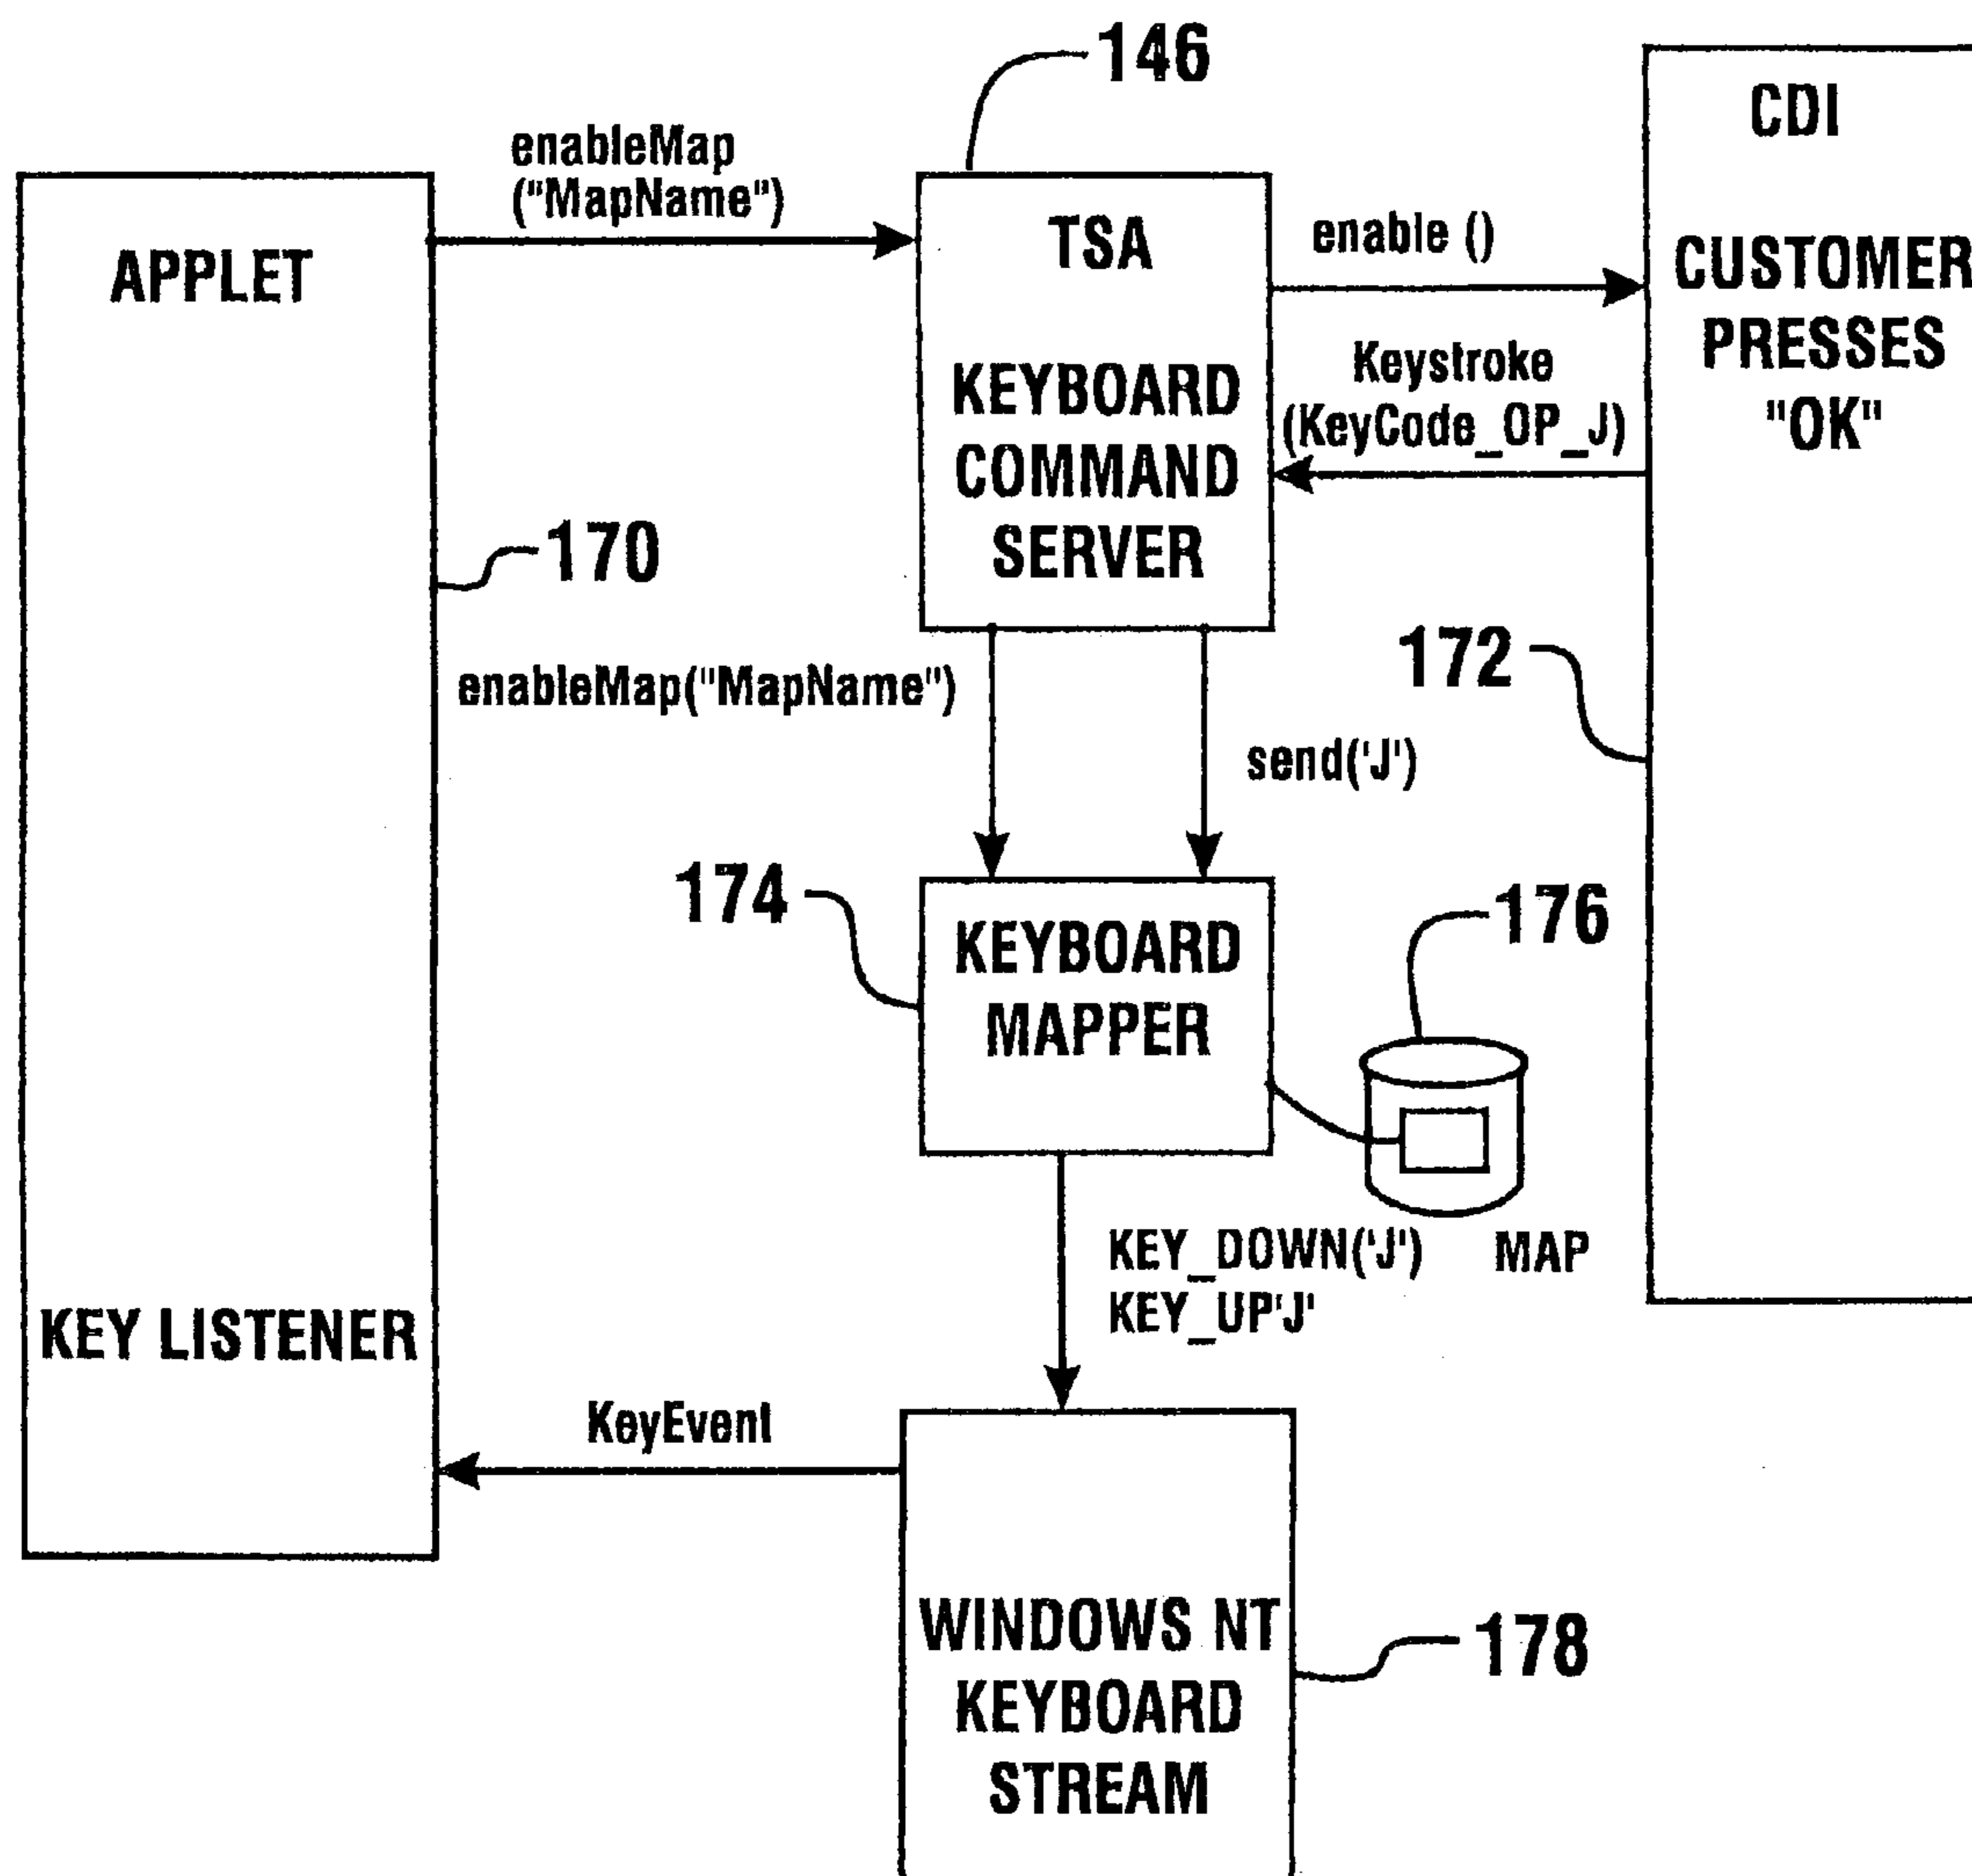 146
CDI
enableMap
("MapName")
APPLET
TSA
enable ()
CUSTOMER
PRESSES
"OK"
Keystroke
(KeyCode_OP_J)
KEYBOARD
COMMAND
SERVER
170
172
enableMap("MapName")
send('J')
174
KEYBOARD
MAPPER
176
KEY_DOWN('J')
KEY_UP'J'
MAP
KEY LISTENER
KeyEvent
WINDOWS NT
KEYBOARD
STREAM
178